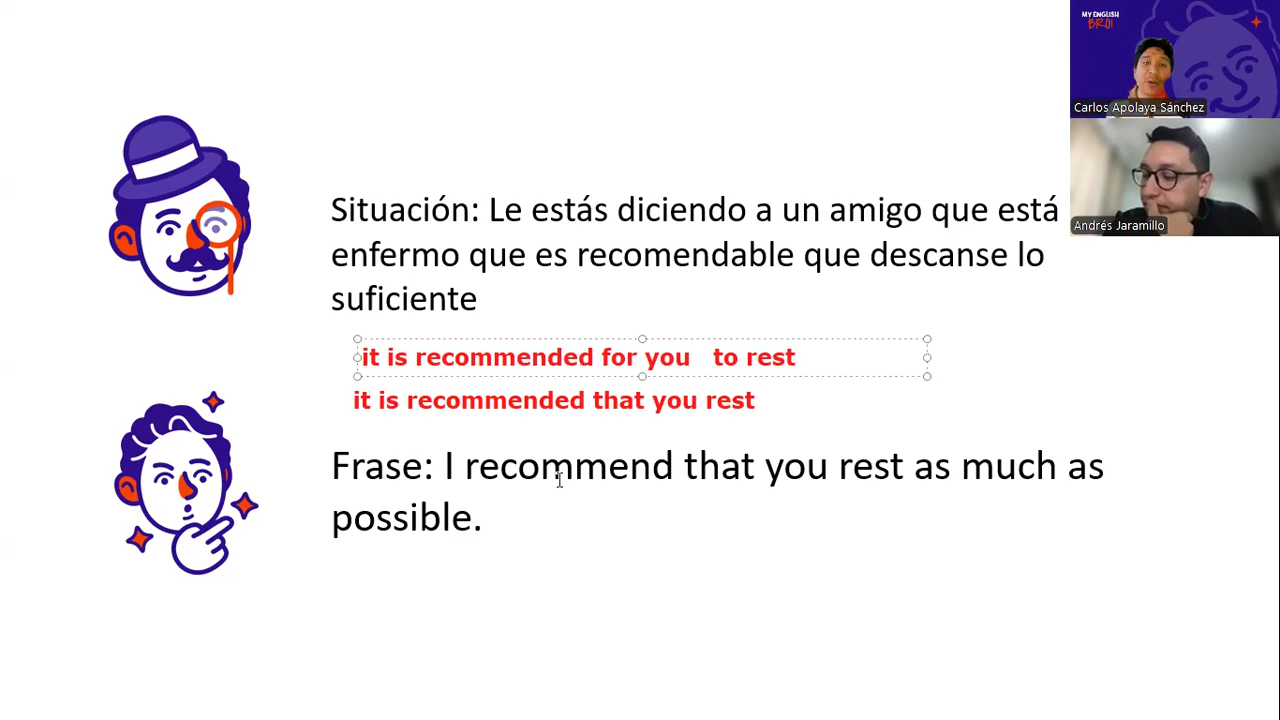 MY ENGLISH
BRO!
Carlos Apolaya Sánchez
Andrés Jaramillo
Situación: Le estás diciendo a un amigo que está
enfermo que es recomendable que descanse lo
suficiente
it is recommended for you to rest
it is recommended that you rest
Frase: I recommend that you rest as much as
possible.